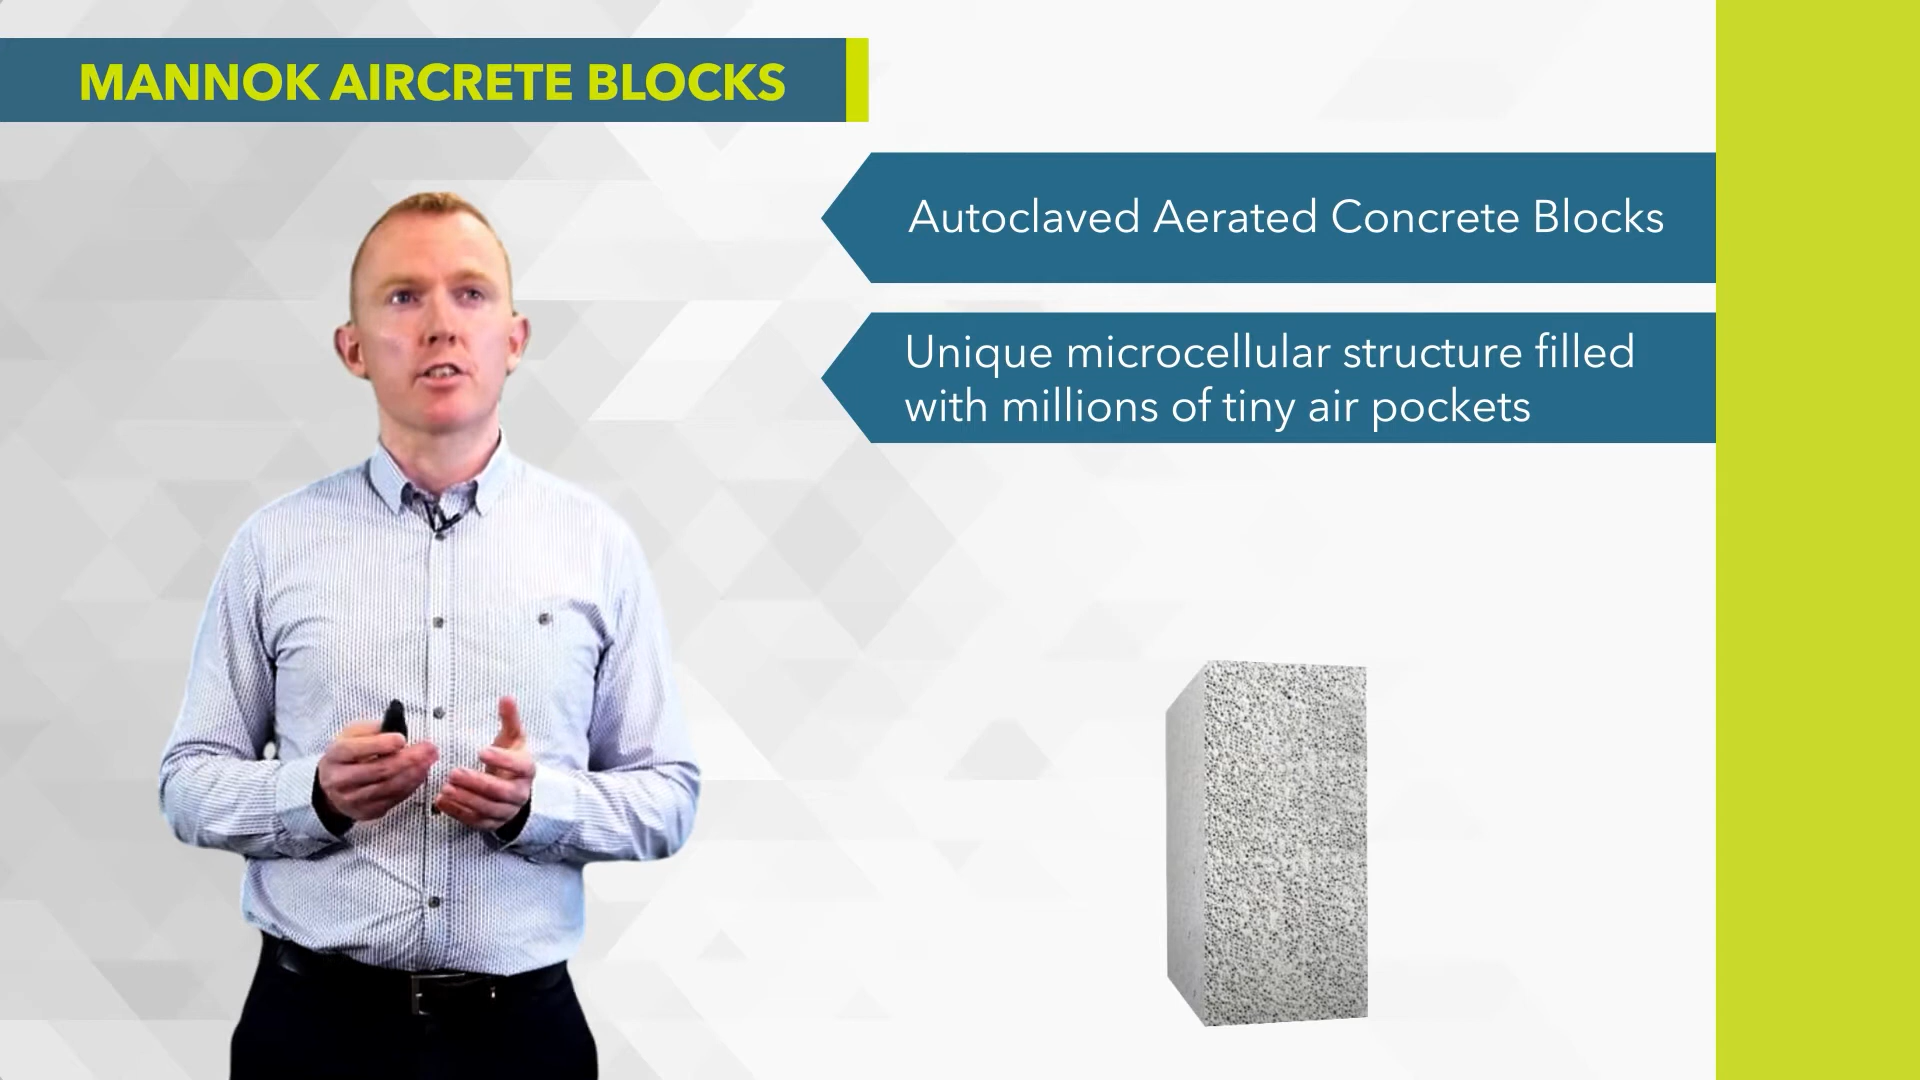 MANNOK AIRCRETE BLOCKS
Autoclaved Aerated Concrete Blocks
Unique microcellular structure filled
with millions of tiny air pockets